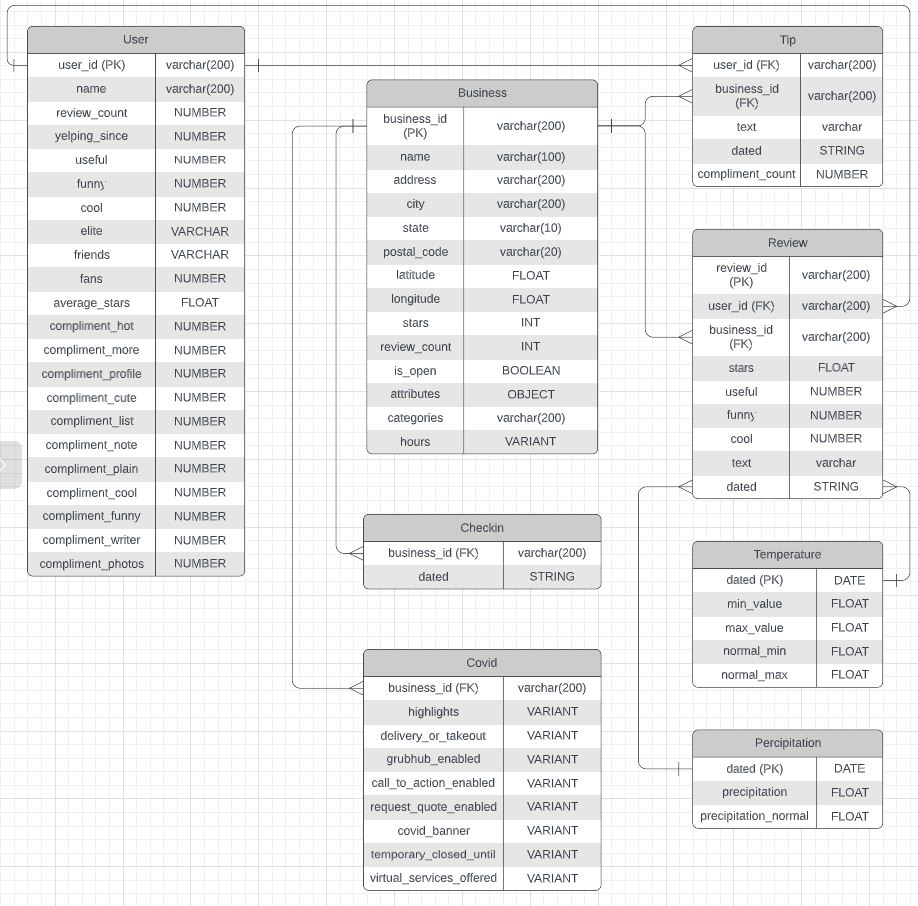 User
user_id (PK) varchar(200)
name varchar(200)
review_count NUMBER
yelping_since NUMBER
useful NUMBER
funny NUMBER
cool NUMBER
elite VARCHAR
friends VARCHAR
fans NUMBER
average_stars FLOAT
compliment_hot NUMBER
compliment_more NUMBER
compliment_profile NUMBER
compliment_cute NUMBER
compliment_list NUMBER
compliment_note NUMBER
compliment_plain NUMBER
compliment_cool NUMBER
compliment_funny NUMBER
compliment_writer NUMBER
compliment_photos NUMBER
Business
business_id
(PK) varchar(200)
name varchar(100)
address varchar(200)
city varchar(200)
state varchar(10)
postal_code varchar(20)
latitude FLOAT
longitude FLOAT
stars INT
review_count INT
is_open BOOLEAN
attributes OBJECT
categories varchar(200)
hours VARIANT
Checkin
business_id (FK) varchar(200)
dated STRING
Covid
business_id (FK) varchar(200)
highlights VARIANT
delivery_or_takeout VARIANT
grubhub_enabled VARIANT
call_to_action_enabled VARIANT
request_quote_enabled VARIANT
covid_banner VARIANT
temporary_closed_until VARIANT
virtual_services_offered VARIANT
Tip
user_id (FK) varchar(200)
business_id
(FK) varchar(200)
text varchar
dated STRING
compliment_count NUMBER
Review
review_id
(PK) varchar(200)
user_id (FK) varchar(200)
business_id
(FK) varchar(200)
stars FLOAT
useful NUMBER
funny NUMBER
cool NUMBER
text varchar
dated STRING
Temperature
dated (PK) DATE
min_value FLOAT
max_value FLOAT
normal_min FLOAT
normal_max FLOAT
Percipitation
dated (PK) DATE
precipitation FLOAT
precipitation_normal FLOAT